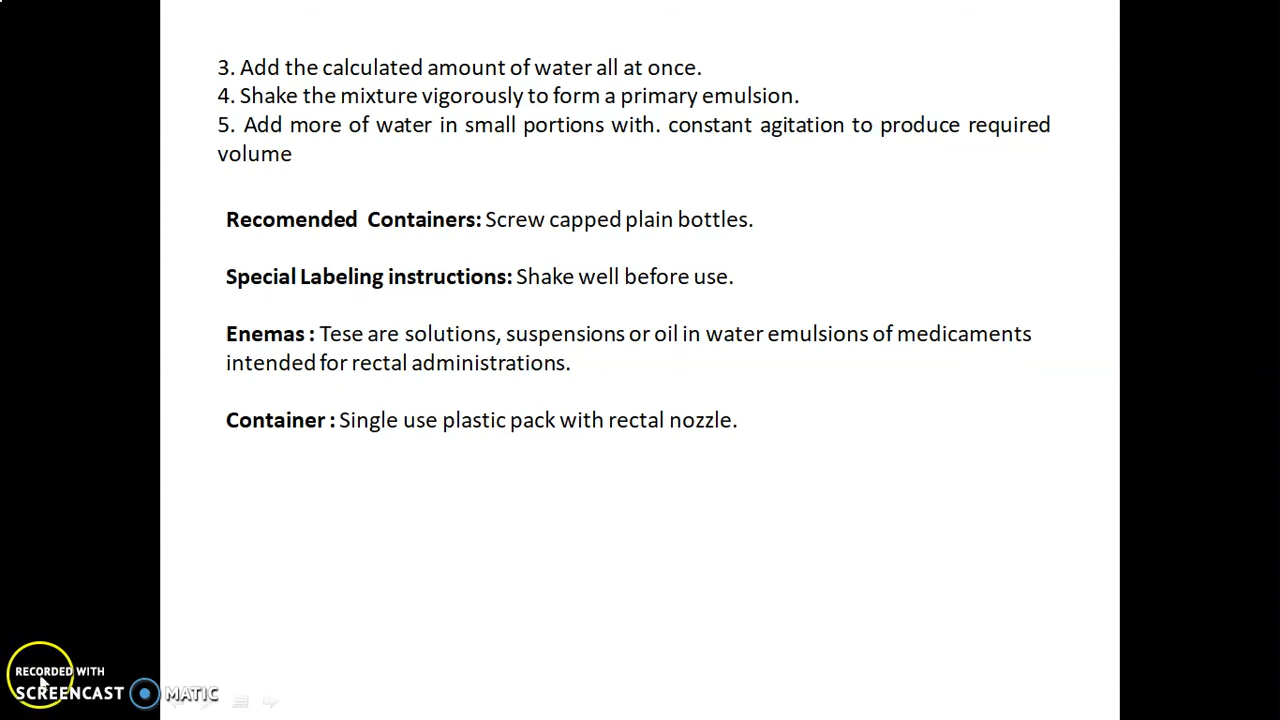 3. Add the calculated amount of water all at once.
4. Shake the mixture vigorously to form a primary emulsion.
5. Add more of water in small portions with. constant agitation to produce required
volume
Recomended Containers: Screw capped plain bottles.
Special Labeling instructions: Shake well before use.
Enemas : Tese are solutions, suspensions or oil in water emulsions of medicaments
intended for rectal administrations.
Container : Single use plastic pack with rectal nozzle.
RECORDED WITH
SCREENCAST MATIC